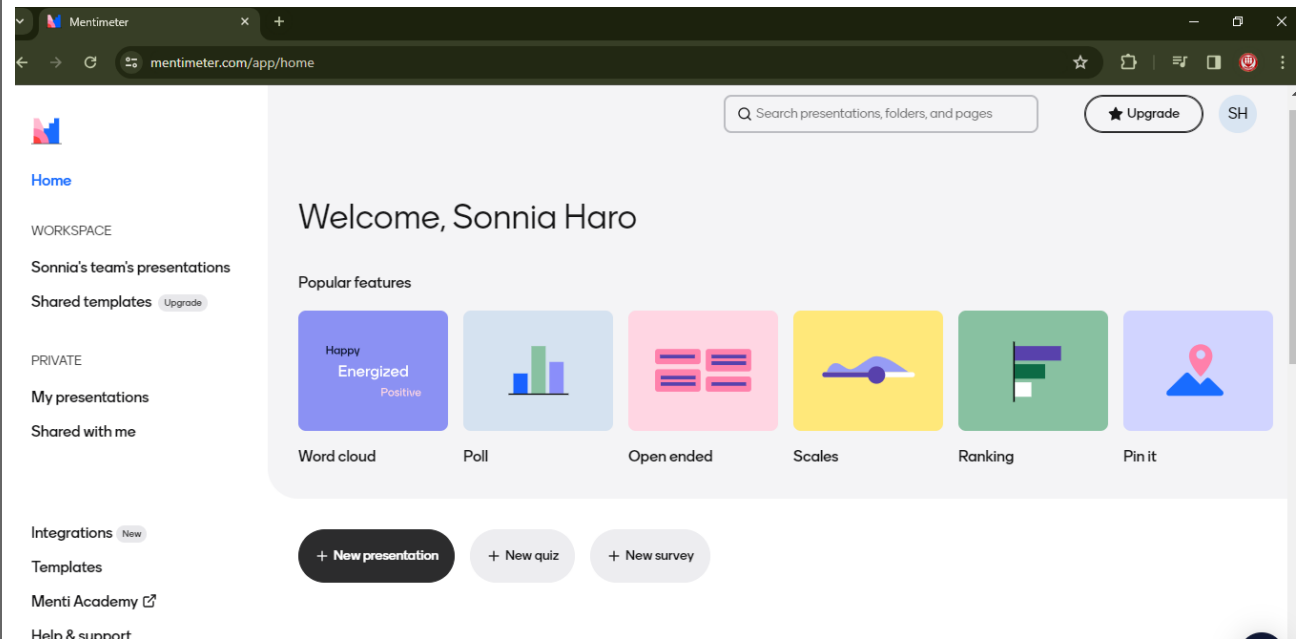 Mentimeter
mentimeter.com/app/home
Search presentations, folders, and pages
Upgrade
SH
Home
WORKSPACE
Sonnia's team's presentations
Shared templates Upgrade
PRIVATE
My presentations
Shared with me
Integrations New
Templates
Menti Academy
Help & support
Welcome, Sonnia Haro
Popular features
Happy
Energized
Positive
Word cloud
Poll
Open ended
Scales
Ranking
Pin it
+ New presentation
+ New quiz
+ New survey